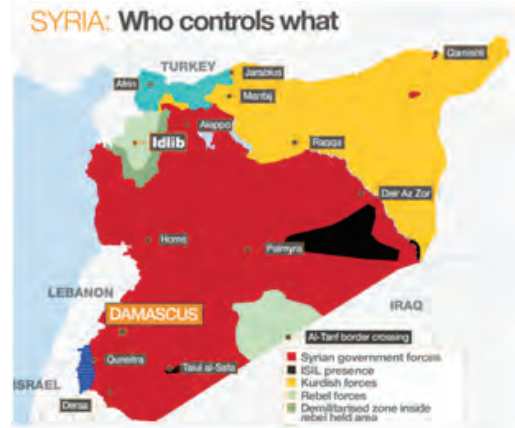 SYRIA: Who controls what
Qamishli
TURKEY
Jarablus
Afrin
Manbij
Aleppo
Idlib
Raqqa
Deir Az Zor
Homs
Palmyra
LEBANON
IRAQ
DAMASCUS
Al-Tanf border crossing
Quneitra
Talul al-Safa
Syrian government forces
ISIL presence
ISRAEL
Kurdish forces
Deraa
Rebel forces
Demilitarised zone inside
rebel held area